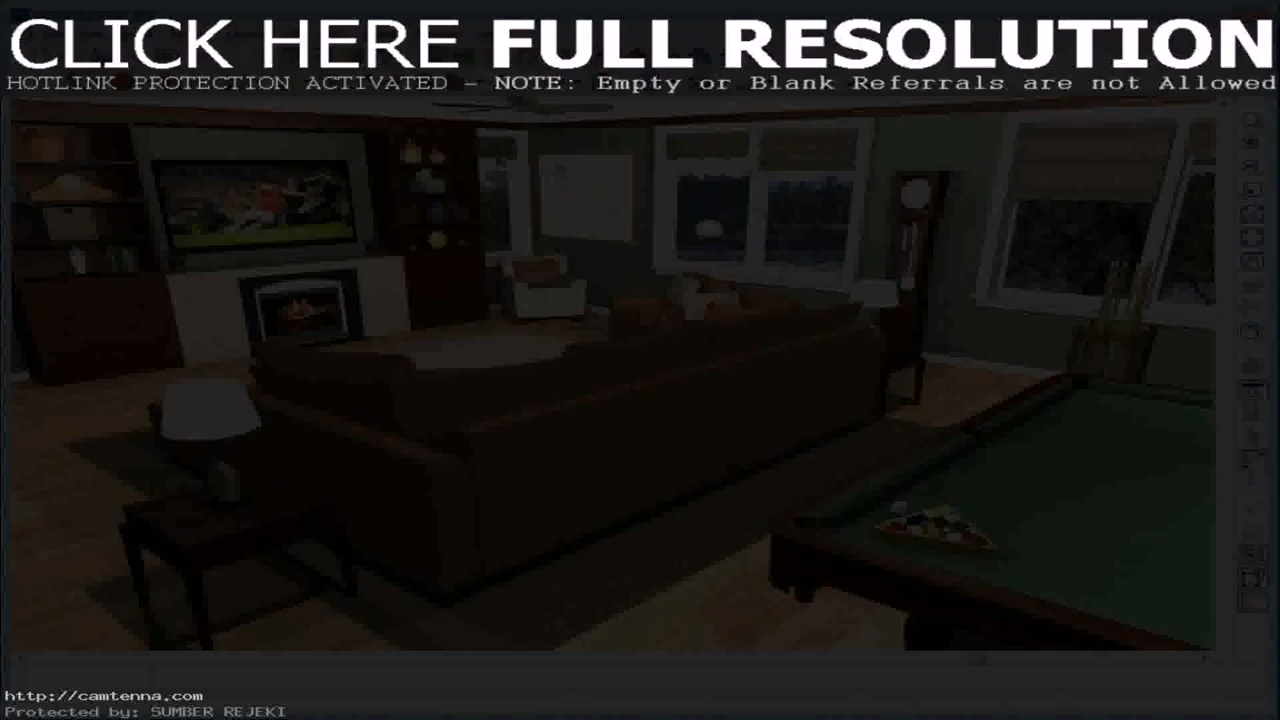 CLICK HERE FULL RESOLUTION
HOTLINK PROTECTION ACTIVATED - NOTE: Empty or Blank Referrals are not Allowed
http://camtenna.com
Protected by: SUMBER REJEKI